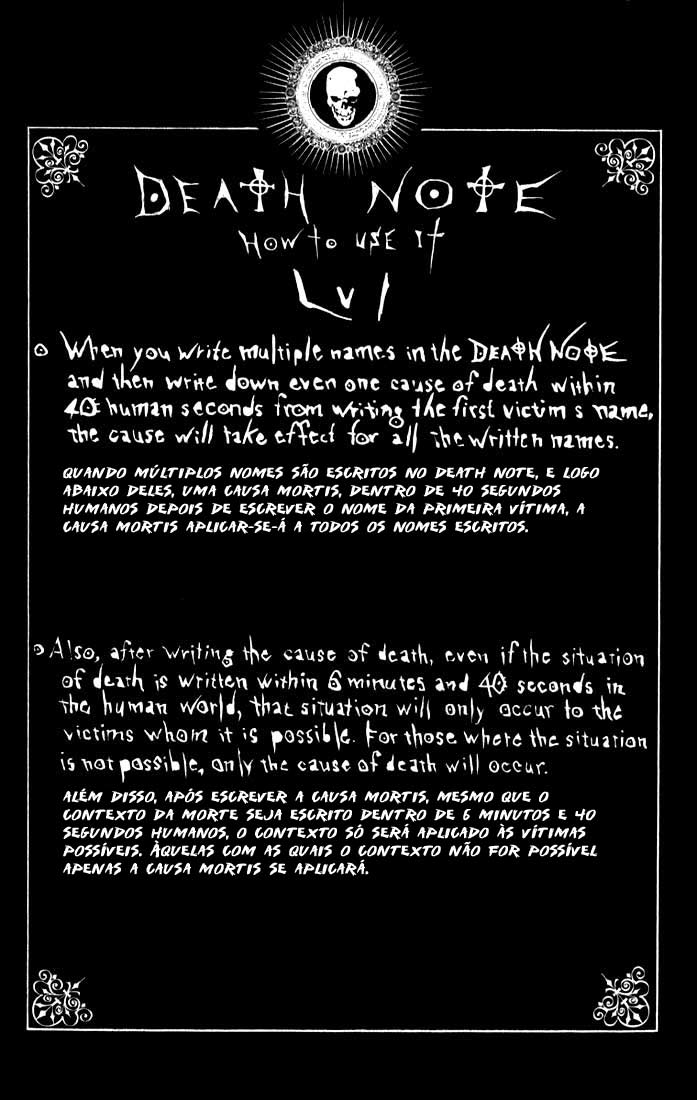 DEATH NOTE
HOW to USE It
LV I
When you write multiple names in the DEATH NOTE
and then write down even one cause of death within
40 human seconds from writing the first victim s name,
the cause will take effect for all the written names.
QUANDO MÚLTIPLOS NOMES SÃO ESCRITOS NO DEATH NOTE, E LOGO
ABAIXO DELES, UMA CAUSA MORTIS, DENTRO DE 40 SEGUNDOS
HUMANOS DEPOIS DE ESCREVER O NOME DA PRIMEIRA VÍTIMA, A
CAUSA MORTIS APLICAR-SE-Á A TODOS OS NOMES ESCRITOS.
Also, after writing the cause of death, even if the situation
of death is written within 6 minutes and 40 seconds in
the human world, that situation will only occur to the
victims whom it is possible. For those where the situation
is not possible, only the cause of death will occur.
ALÉM DISSO, APÓS ESCREVER A CAUSA MORTIS, MESMO QUE O
CONTEXTO DA MORTE SEJA ESCRITO DENTRO DE 6 MINUTOS E 40
SEGUNDOS HUMANOS, O CONTEXTO SÓ SERÁ APLICADO ÀS VÍTIMAS
POSSÍVEIS. ÀQUELAS COM AS QUAIS O CONTEXTO NÃO FOR POSSÍVEL
APENAS A CAUSA MORTIS SE APLICARÁ.